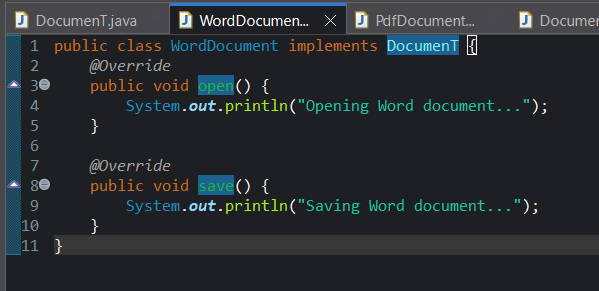 DocumenT.java WordDocumen... PdfDocument... Documen
1 public class WordDocument implements DocumenT {
2 @Override
3 public void open() {
4 System.out.println("Opening Word document...");
5 }
6
7 @Override
8 public void save() {
9 System.out.println("Saving Word document...");
10 }
11 }